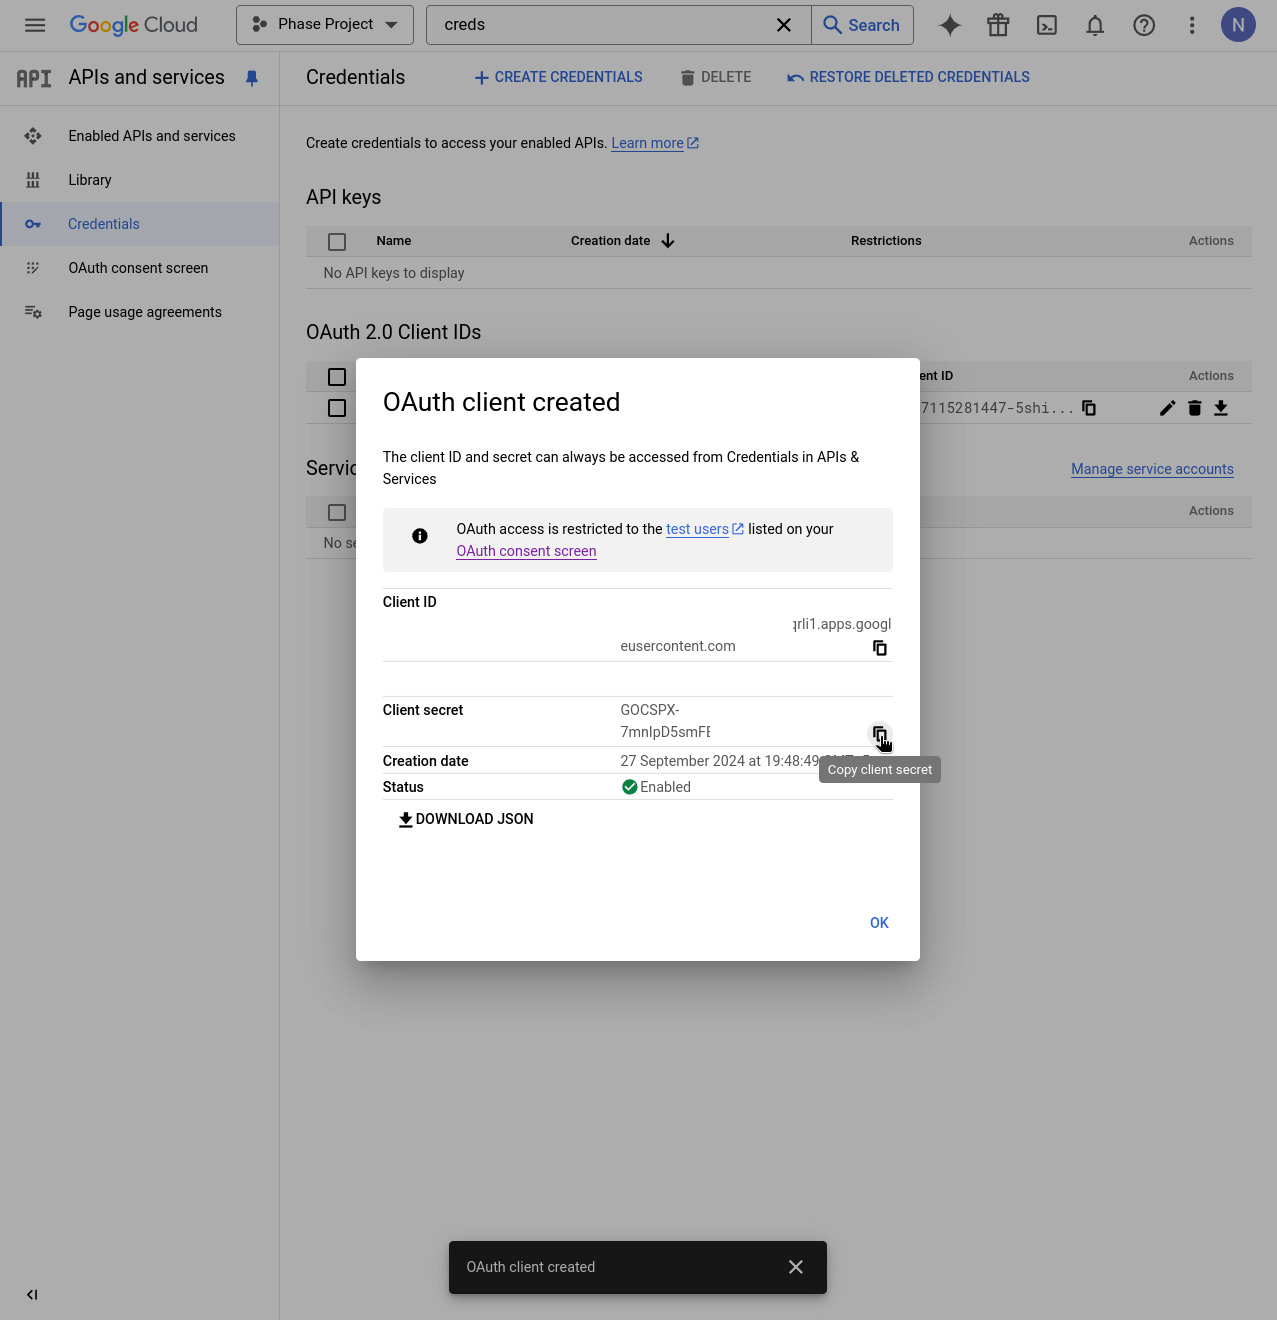 Google Cloud
Phase Project
creds
Search
N
API APIs and services
Credentials
CREATE CREDENTIALS
DELETE
RESTORE DELETED CREDENTIALS
Enabled APIs and services
Library
Credentials
OAuth consent screen
Page usage agreements
Create credentials to access your enabled APIs. Learn more
API keys
Name Creation date Restrictions Actions
No API keys to display
OAuth 2.0 Client IDs
ent ID Actions
7115281447-5shi...
Servic
Manage service accounts
Actions
No se
OAuth client created
The client ID and secret can always be accessed from Credentials in APIs &
Services
OAuth access is restricted to the test users listed on your
OAuth consent screen
Client ID
qrli1.apps.googl
eusercontent.com
Client secret
GOCSPX-
Creation date 27 September 2024 at 19:48:49
Copy client secret
Status Enabled
DOWNLOAD JSON
OK
OAuth client created